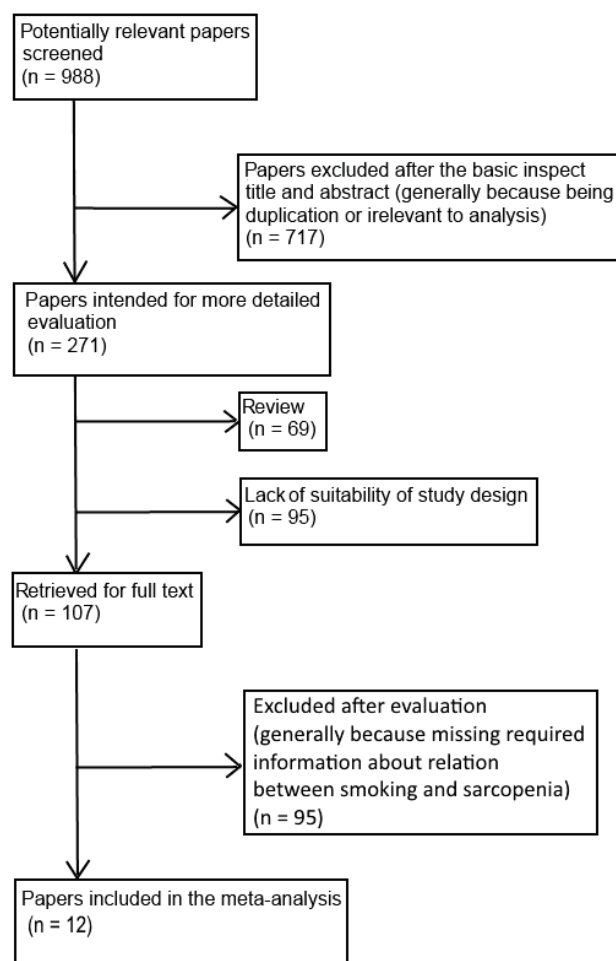 Potentially relevant papers
screened
(n = 988)
Papers excluded after the basic inspect
title and abstract (generally because being
duplication or irelevant to analysis)
(n = 717)
Papers intended for more detailed
evaluation
(n = 271)
Review
(n = 69)
Lack of suitability of study design
(n = 95)
Retrieved for full text
(n = 107)
Excluded after evaluation
(generally because missing required
information about relation
between smoking and sarcopenia)
(n = 95)
Papers included in the meta-analysis
(n = 12)